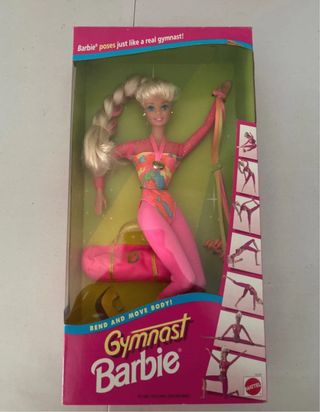 Barbie® poses just like a real gymnast!
BEND AND MOVE BODY!
Gymnast
Barbie®
MATTEL